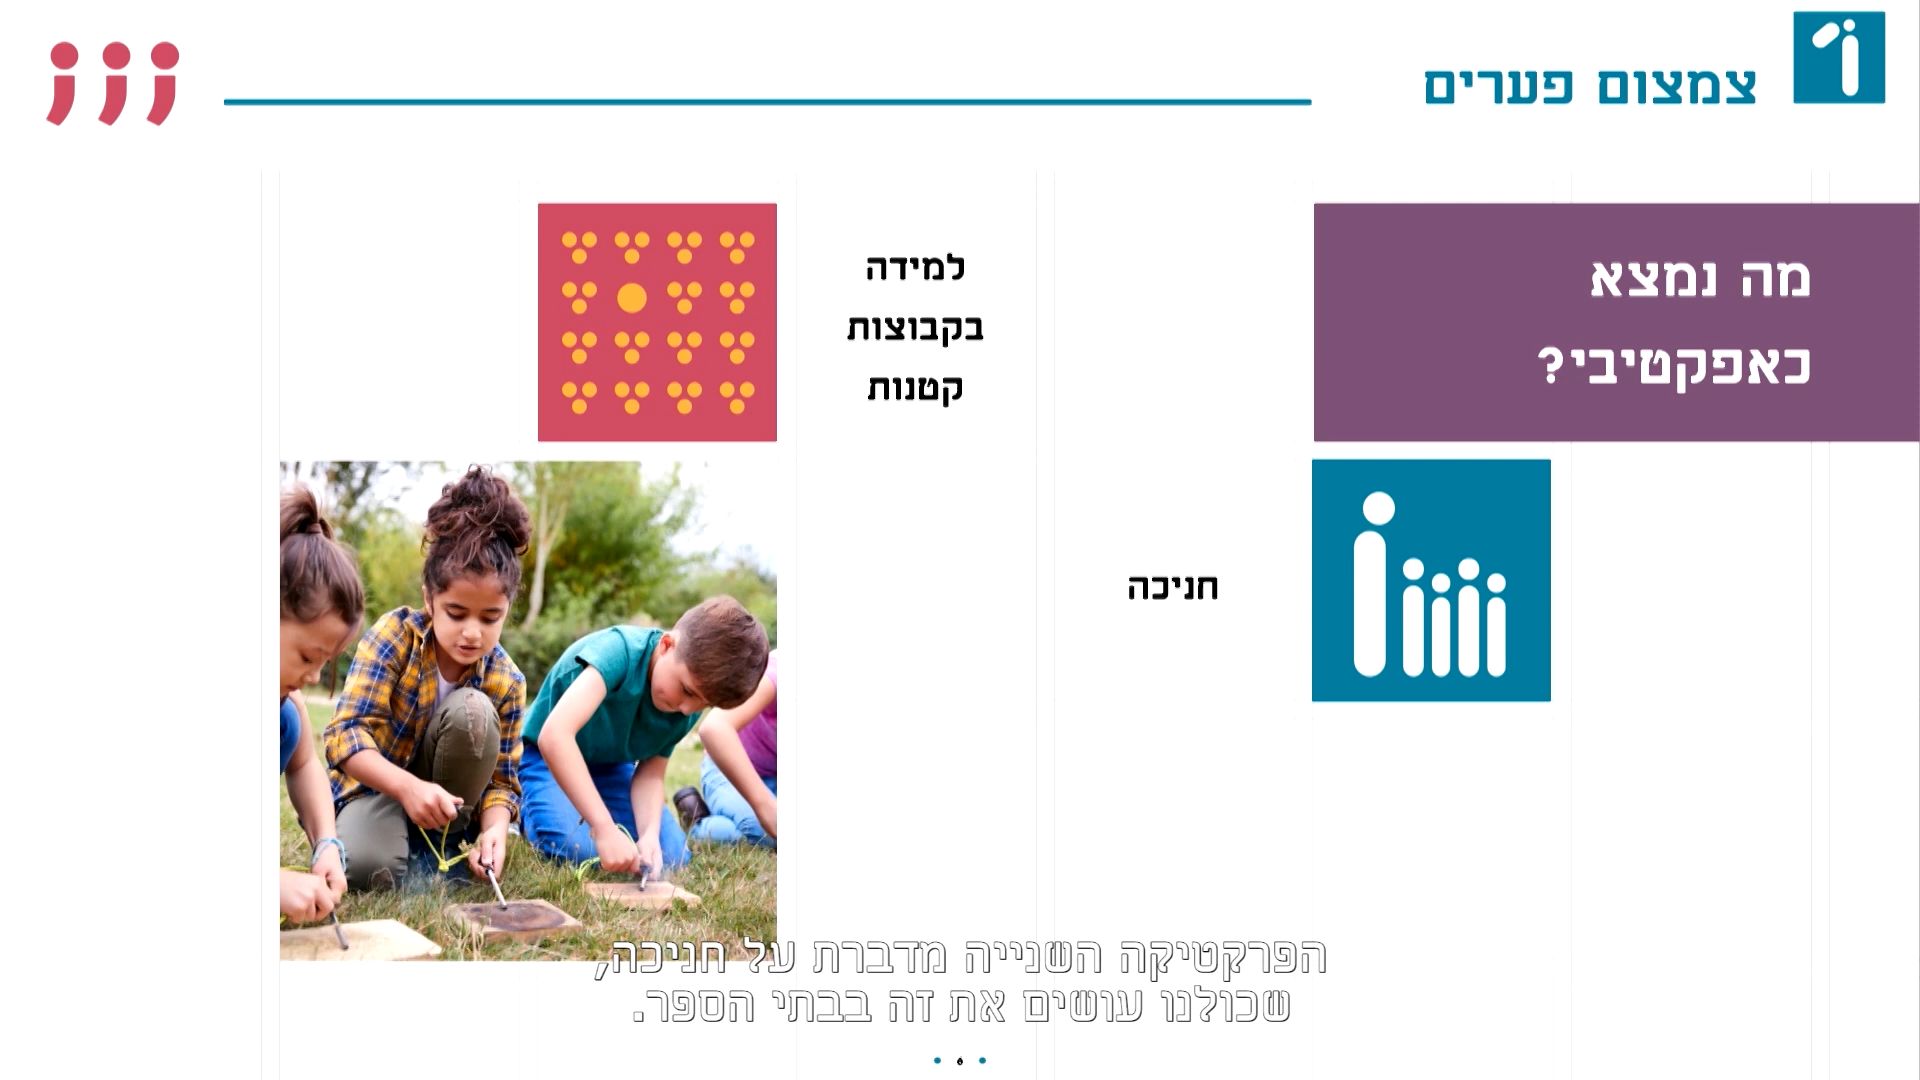 צמצום פערים
מה נמצא
כאפקטיבי?
למידה
בקבוצות
קטנות
חניכה
הפרקטיקה השנייה מדברת על חניכה,
שכולנו עושים את זה בבתי הספר.